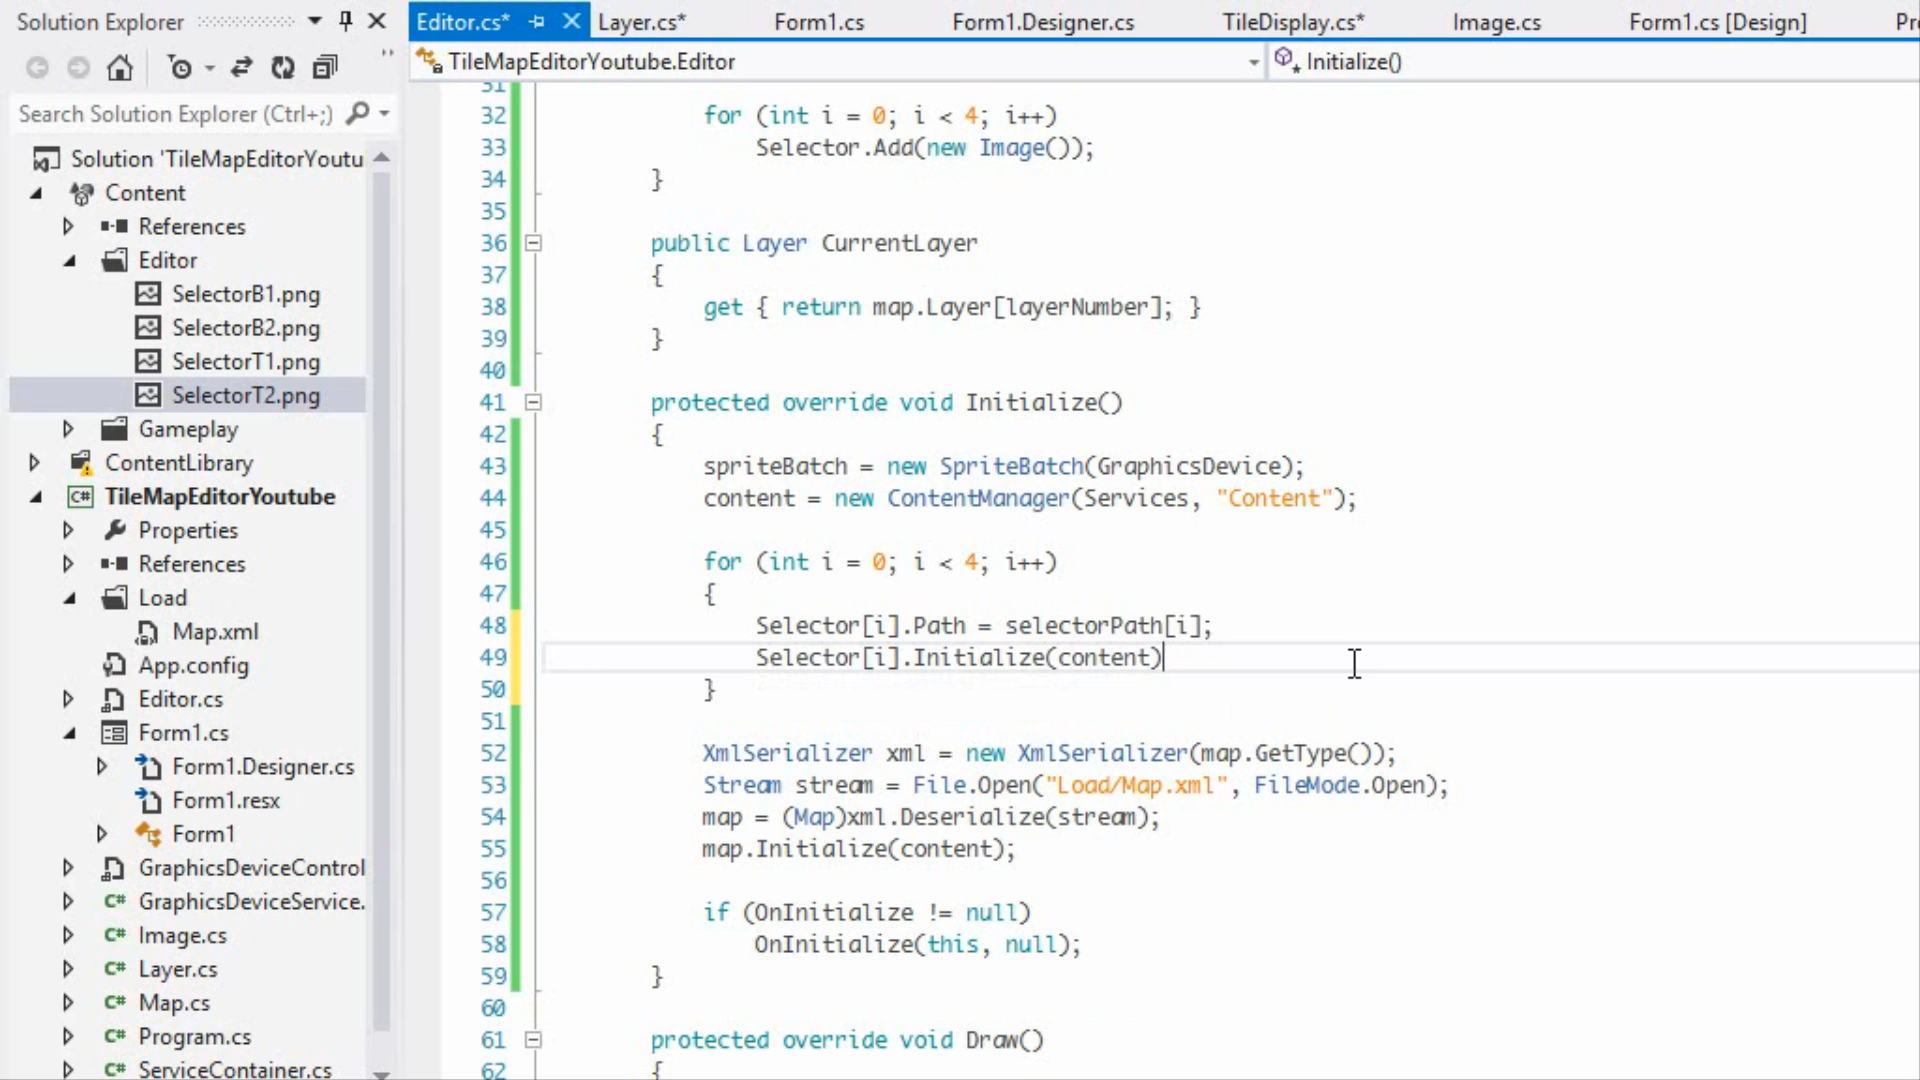 Solution Explorer
Search Solution Explorer (Ctrl+;)
Solution 'TileMapEditorYoutu
Content
References
Editor
SelectorB1.png
SelectorB2.png
SelectorT1.png
SelectorT2.png
Gameplay
ContentLibrary
TileMapEditorYoutube
Properties
References
Load
Map.xml
App.config
Editor.cs
Form1.cs
Form1.Designer.cs
Form1.resx
Form1
GraphicsDeviceControl
GraphicsDeviceService.
Image.cs
Layer.cs
Map.cs
Program.cs
ServiceContainer.cs
Editor.cs* Layer.cs* Form1.cs Form1.Designer.cs TileDisplay.cs* Image.cs Form1.cs [Design] Pr
TileMapEditorYoutube.Editor Initialize()
31
32 for (int i = 0; i < 4; i++)
33 Selector.Add(new Image());
34 }
35
36 public Layer CurrentLayer
37 {
38 get { return map.Layer[layerNumber]; }
39 }
40
41 protected override void Initialize()
42 {
43 spriteBatch = new SpriteBatch(GraphicsDevice);
44 content = new ContentManager(Services, "Content");
45
46 for (int i = 0; i < 4; i++)
47 {
48 Selector[i].Path = selectorPath[i];
49 Selector[i].Initialize(content)
50 }
51
52 XmlSerializer xml = new XmlSerializer(map.GetType());
53 Stream stream = File.Open("Load/Map.xml", FileMode.Open);
54 map = (Map)xml.Deserialize(stream);
55 map.Initialize(content);
56
57 if (OnInitialize != null)
58 OnInitialize(this, null);
59 }
60
61 protected override void Draw()
62 {